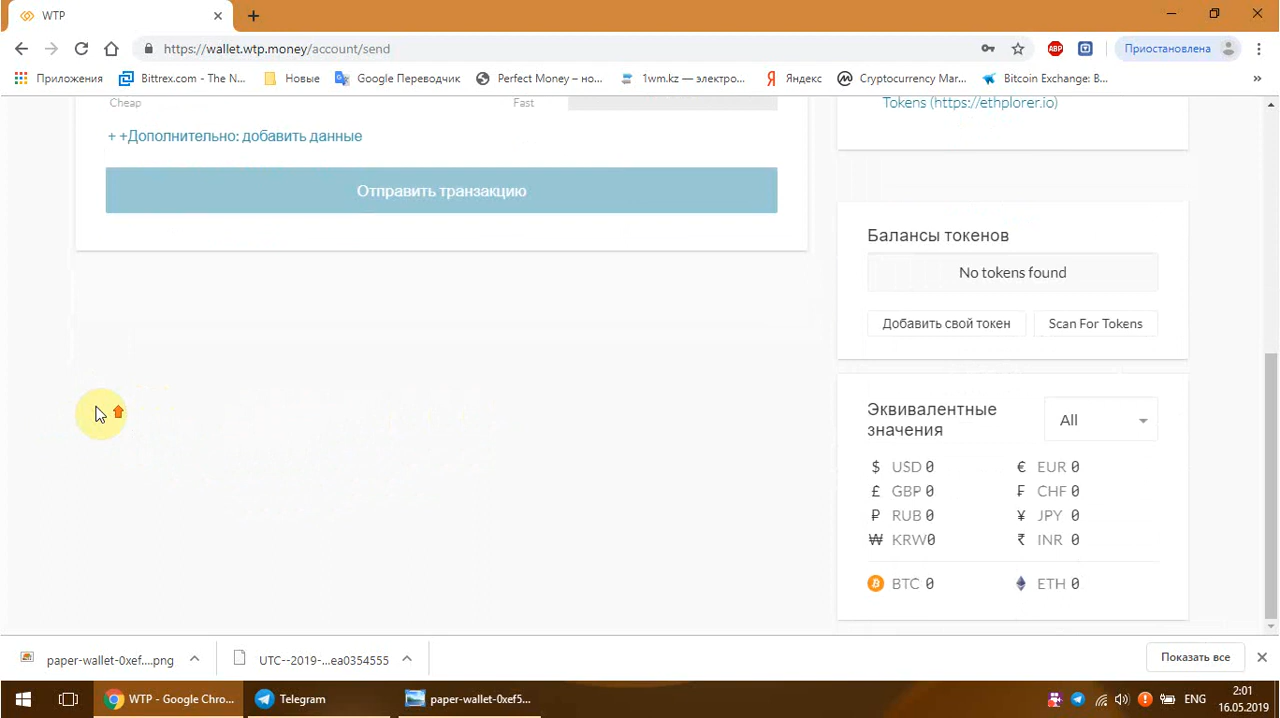 WTP
https://wallet.wtp.money/account/send
ABP
Приостановлена
Приложения
Bittrex.com - The N...
Новые
Google Переводчик
Perfect Money – но...
1wm.kz — электро...
Яндекс
Cryptocurrency Mar...
Bitcoin Exchange: B...
»
Cheap
Fast
+ +Дополнительно: добавить данные
Отправить транзакцию
Tokens (https://ethplorer.io)
Балансы токенов
No tokens found
Добавить свой токен
Scan For Tokens
Эквивалентные
значения
All
$ USD 0
€ EUR 0
£ GBP 0
₣ CHF 0
₽ RUB 0
¥ JPY 0
₩ KRW0
₹ INR 0
BTC 0
ETH 0
paper-wallet-0xef....png
UTC--2019-...ea0354555
Показать все
WTP - Google Chro...
Telegram
paper-wallet-0xef5...
ENG
2:01
16.05.2019